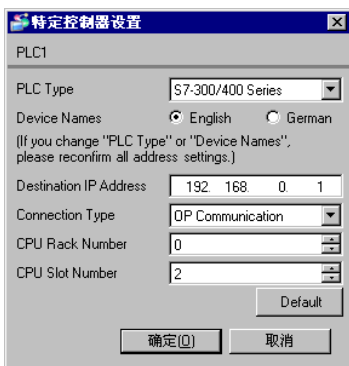 特定控制器设置
PLC1
PLC Type S7-300/400 Series
Device Names English German
(If you change "PLC Type" or "Device Names",
please reconfirm all address settings.)
Destination IP Address 192. 168. 0. 1
Connection Type OP Communication
CPU Rack Number 0
CPU Slot Number 2
Default
确定(O) 取消